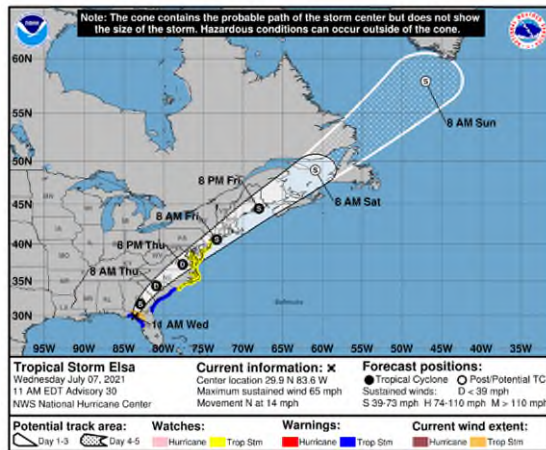 Note: The cone contains the probable path of the storm center but does not show
the size of the storm. Hazardous conditions can occur outside of the cone.
60N
55N
50N
45N
40N
35N
30N
8 AM Sun
8 PM Fri
8 AM Sat
8 AM Fri
8 PM Thu
8 AM Thu
11 AM Wed
S
S
S
S
D
D
S
95W 90W 85W 80W 75W 70W 65W 60W 55W 50W 45W 40W 35W
Tropical Storm Elsa
Wednesday July 07, 2021
11 AM EDT Advisory 30
NWS National Hurricane Center
Current information: x
Center location 29.9 N 83.6 W
Maximum sustained wind 65 mph
Movement N at 14 mph
Forecast positions:
Tropical Cyclone Post/Potential TC
Sustained winds: D < 39 mph
S 39-73 mph H 74-110 mph M > 110 mph
Potential track area:
Day 1-3 Day 4-5
Watches:
Hurricane Trop Stm
Warnings:
Hurricane Trop Stm
Current wind extent:
Hurricane Trop Stm